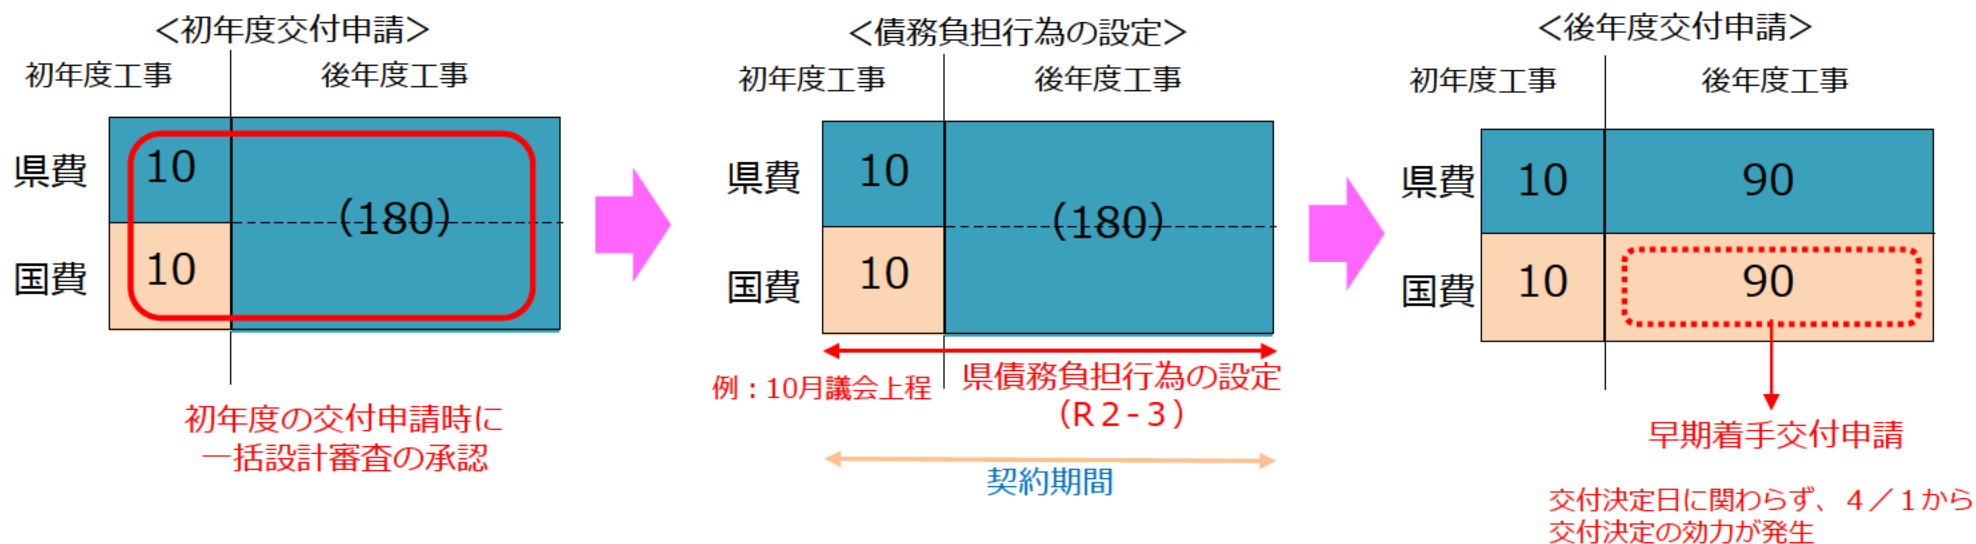 ＜初年度交付申請＞
初年度工事
後年度工事
県費
10
(180)
国費
10
初年度の交付申請時に
一括設計審査の承認
＜債務負担行為の設定＞
初年度工事
後年度工事
県費
10
(180)
国費
10
例：10月議会上程
県債務負担行為の設定
（Ｒ２-３）
契約期間
＜後年度交付申請＞
初年度工事
後年度工事
県費
10
90
国費
10
90
早期着手交付申請
交付決定日に関わらず、４／１から
交付決定の効力が発生